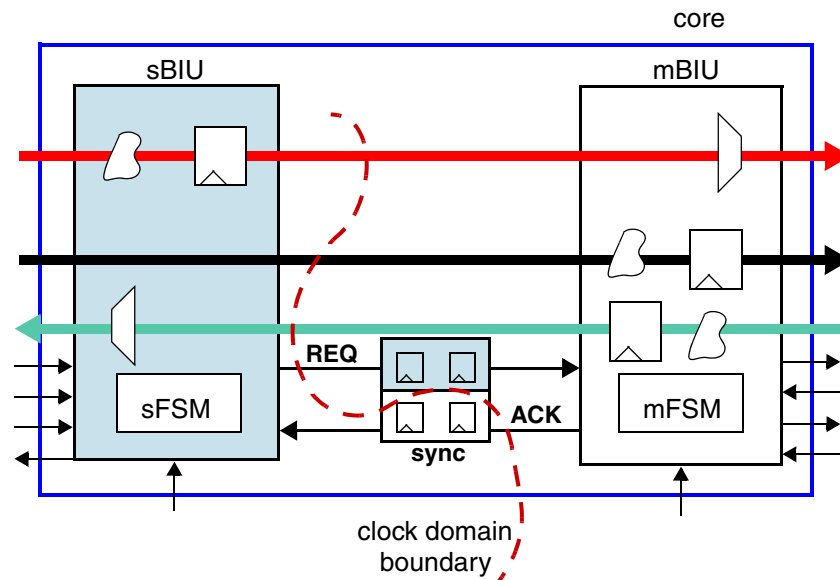 core
sBIU
mBIU
REQ
sFSM
mFSM
ACK
sync
clock domain
boundary